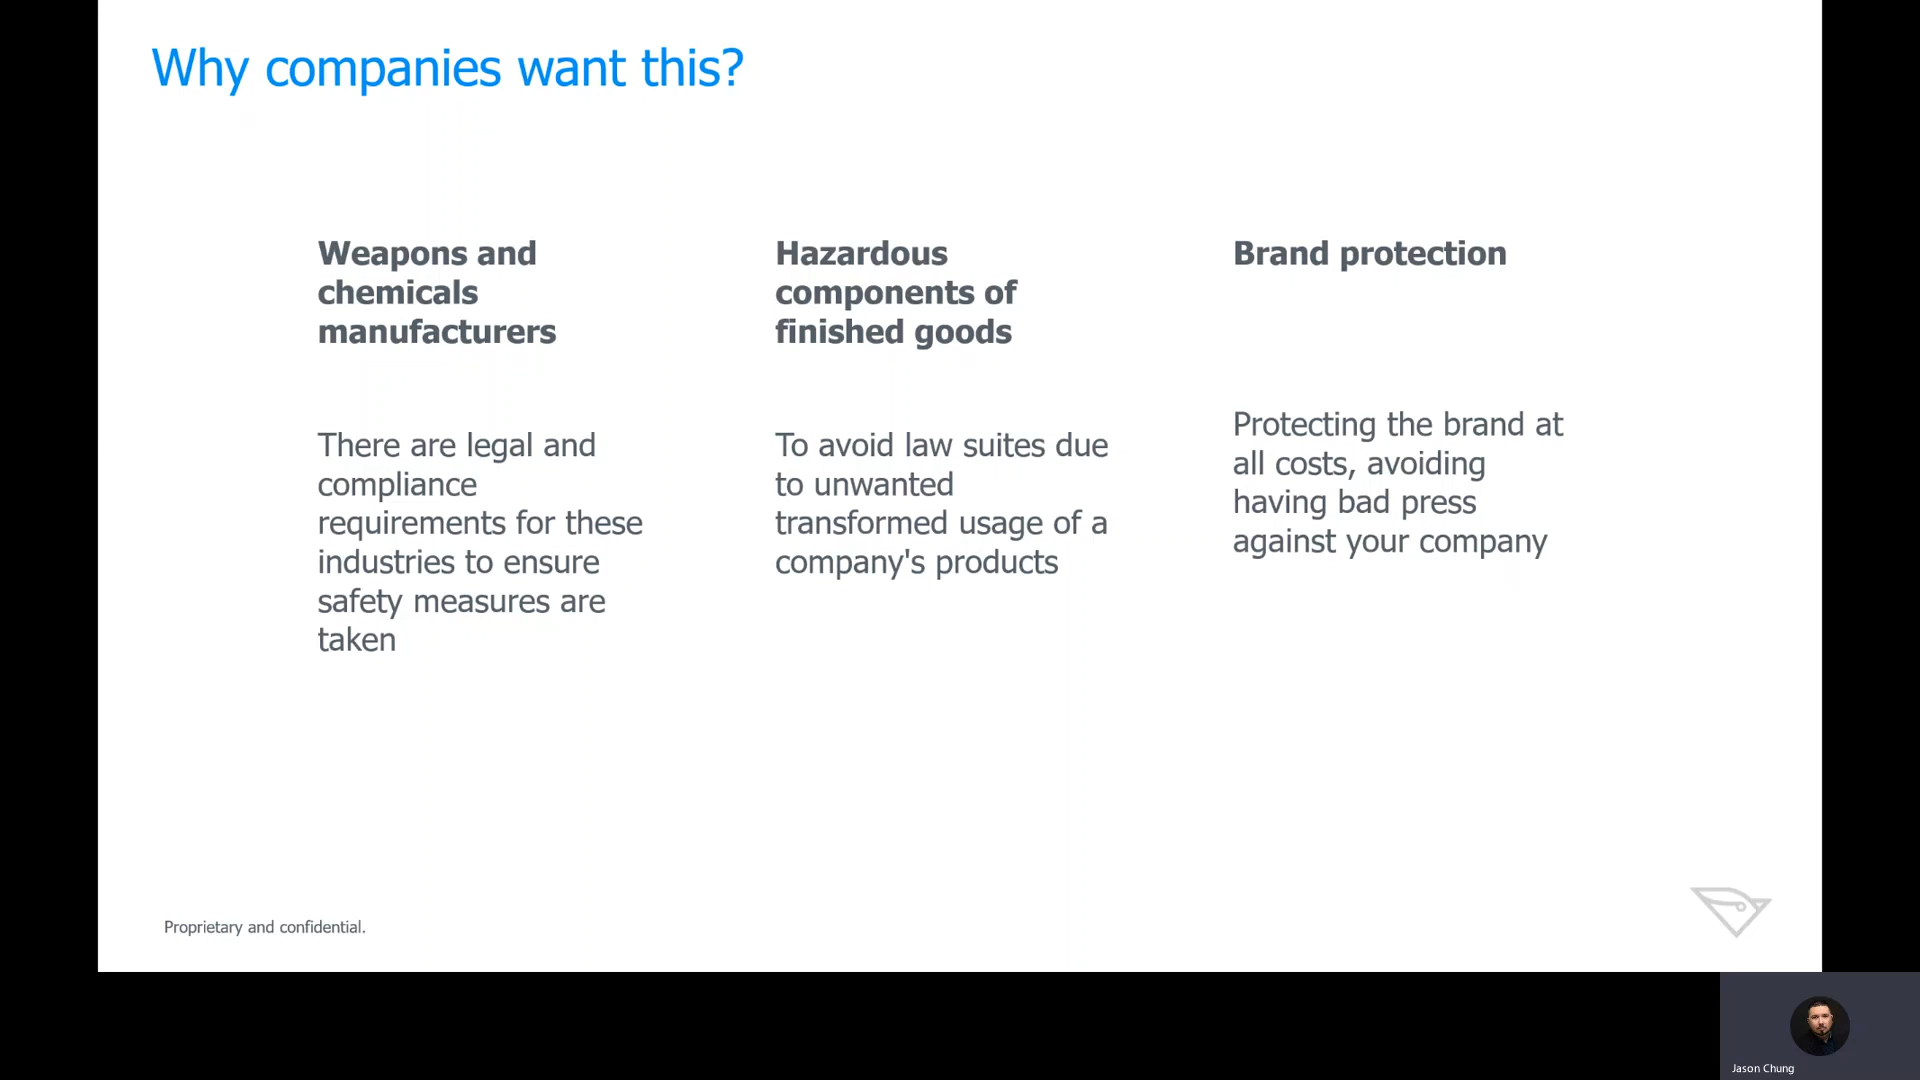 Why companies want this?
Weapons and
chemicals
manufacturers
There are legal and
compliance
requirements for these
industries to ensure
safety measures are
taken
Hazardous
components of
finished goods
To avoid law suites due
to unwanted
transformed usage of a
company's products
Brand protection
Protecting the brand at
all costs, avoiding
having bad press
against your company
Proprietary and confidential.
Jason Chung